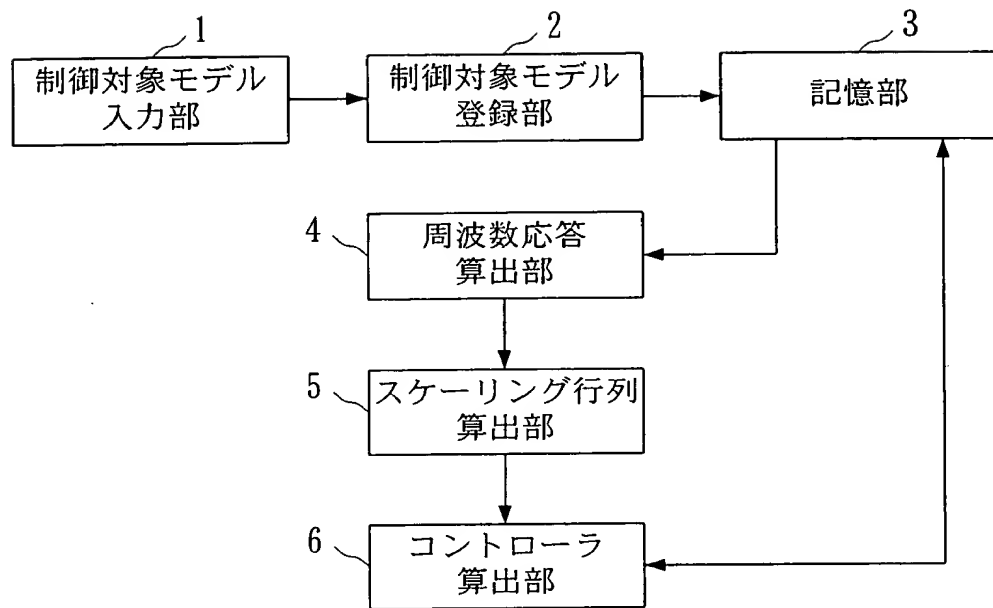 1
制御対象モデル
入力部
2
制御対象モデル
登録部
3
記憶部
4
周波数応答
算出部
5
スケーリング行列
算出部
6
コントローラ
算出部